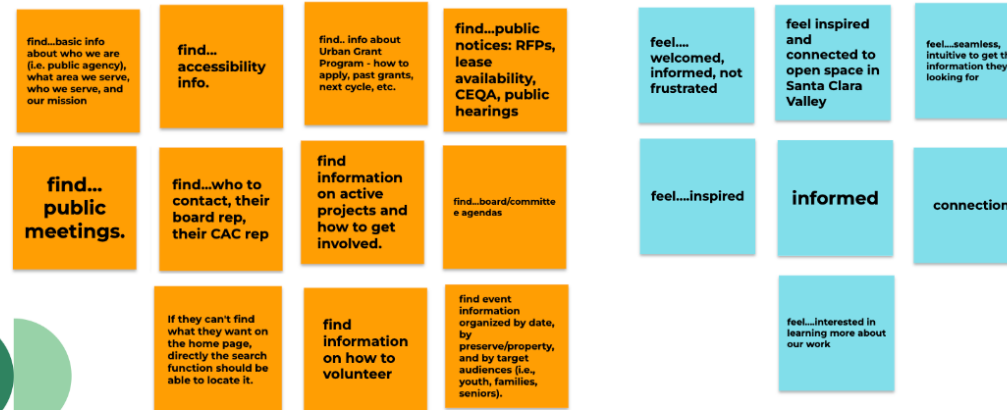 find...basic info
about who we are
(i.e. public agency),
what area we serve,
who we serve, and
our mission
find...
accessibility
info.
find.. info about
Urban Grant
Program - how to
apply, past grants,
next cycle, etc.
find...public
notices: RFPs,
lease
availability,
CEQA, public
hearings
feel....
welcomed,
informed, not
frustrated
feel inspired
and
connected to
open space in
Santa Clara
Valley
feel....seamless,
intuitive to get
information they
looking for
find...
public
meetings.
find...who to
contact, their
board rep,
their CAC rep
find
information
on active
projects and
how to get
involved.
find...board/committe
e agendas
feel....inspired
informed
connection
If they can't find
what they want on
the home page,
directly the search
function should be
able to locate it.
find
information
on how to
volunteer
find event
information
organized by date,
by
preserve/property,
and by target
audiences (i.e.,
youth, families,
seniors).
feel....interested in
learning more about
our work